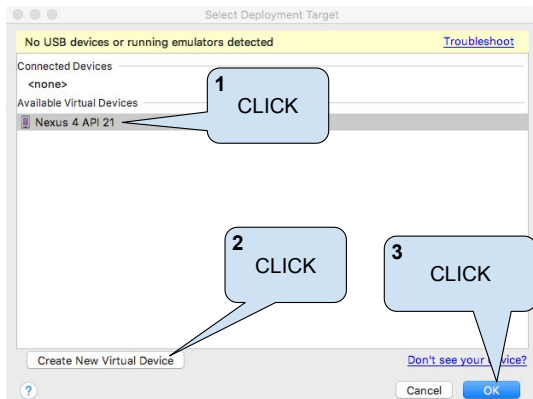 Select Deployment Target
No USB devices or running emulators detected Troubleshoot
Connected Devices
<none>
Available Virtual Devices
Nexus 4 API 21
1
CLICK
2
CLICK
3
CLICK
Create New Virtual Device
Don't see your
?
Cancel
OK